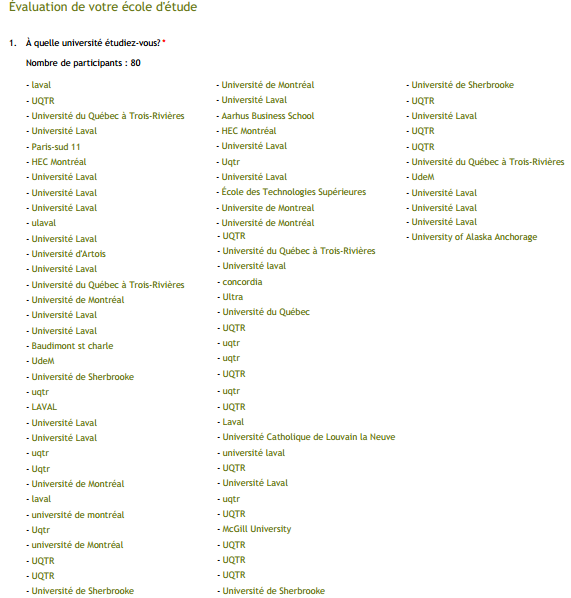 Évaluation de votre école d'étude
1. À quelle université étudiez-vous? *
Nombre de participants : 80
- laval
- UQTR
- Université du Québec à Trois-Rivières
- Université Laval
- Paris-sud 11
- HEC Montréal
- Université Laval
- Université Laval
- Université Laval
- ulaval
- Université Laval
- Université d'Artois
- Université Laval
- Université du Québec à Trois-Rivières
- Université de Montréal
- Université Laval
- Université Laval
- Baudimont st charle
- UdeM
- Université de Sherbrooke
- uqtr
- LAVAL
- Université Laval
- Université Laval
- uqtr
- Uqtr
- Université de Montréal
- laval
- université de montréal
- Uqtr
- université de Montréal
- UQTR
- UQTR
- Université de Sherbrooke
- Université de Montréal
- Université Laval
- Aarhus Business School
- HEC Montréal
- Université Laval
- Uqtr
- Université Laval
- École des Technologies Supérieures
- Universite de Montreal
- Université de Montréal
- UQTR
- Université du Québec à Trois-Rivières
- Université laval
- concordia
- Ultra
- Université du Québec
- UQTR
- uqtr
- uqtr
- UQTR
- uqtr
- UQTR
- Laval
- Université Catholique de Louvain la Neuve
- université laval
- UQTR
- Université Laval
- uqtr
- UQTR
- McGill University
- UQTR
- UQTR
- UQTR
- Université de Sherbrooke
- Université de Sherbrooke
- UQTR
- Université Laval
- UQTR
- UQTR
- Université du Québec à Trois-Rivières
- UdeM
- Université Laval
- Université Laval
- Université Laval
- University of Alaska Anchorage